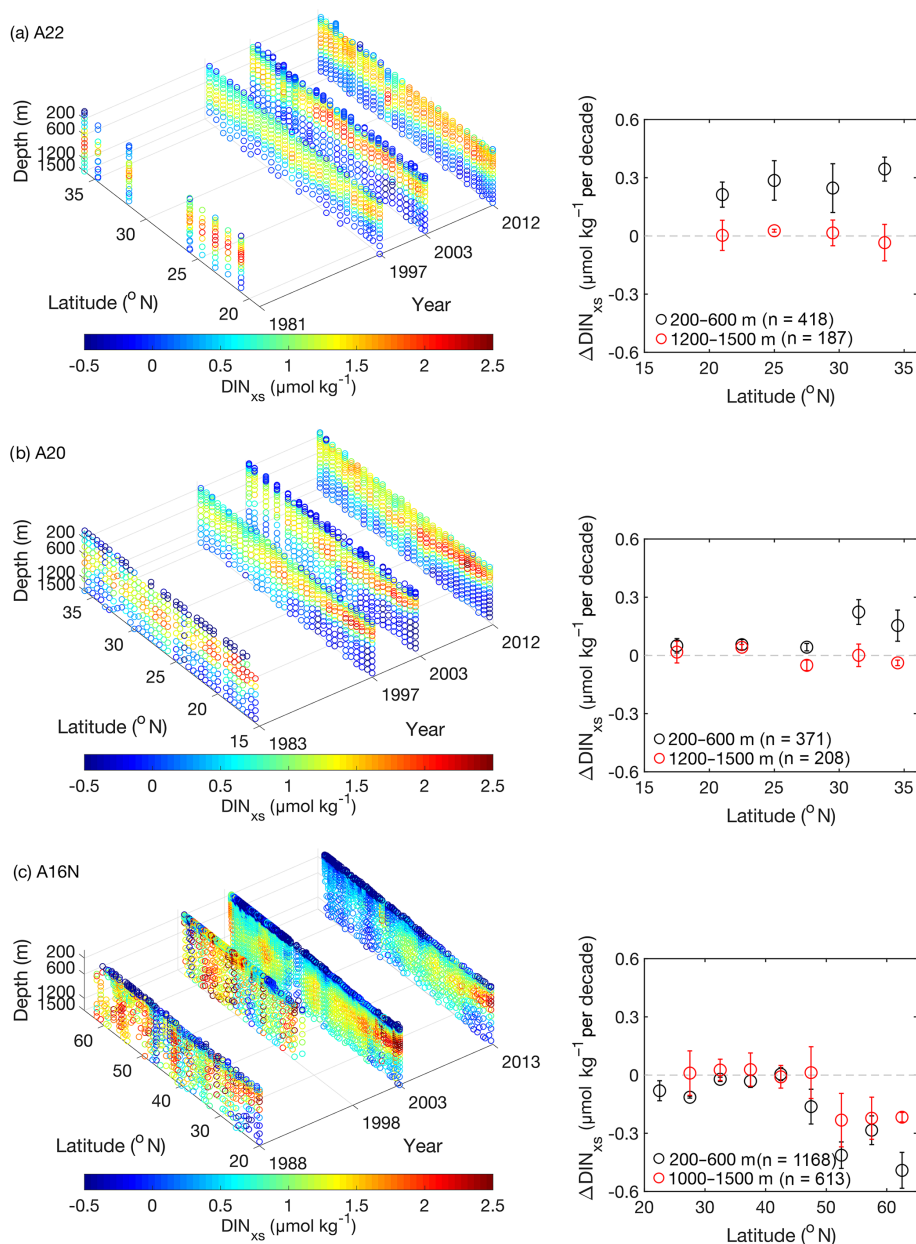 (a) A22
Depth (m)
200
600
1200
1500
35
30
25
20
Latitude (° N)
1981
1997
2003
2012
Year
-0.5 0 0.5 1 1.5 2 2.5
DINxs (µmol kg−1)
ΔDINxs (µmol kg−1 per decade)
0.6
0.3
0
-0.3
-0.6
200–600 m (n = 418)
1200–1500 m (n = 187)
15 20 25 30 35
Latitude (° N)
(b) A20
Depth (m)
200
600
1200
1500
35
30
25
20
15
Latitude (° N)
1983
1997
2003
2012
Year
-0.5 0 0.5 1 1.5 2 2.5
DINxs (µmol kg−1)
ΔDINxs (µmol kg−1 per decade)
0.6
0.3
0
-0.3
-0.6
200–600 m (n = 371)
1200–1500 m (n = 208)
15 20 25 30 35
Latitude (° N)
(c) A16N
Depth (m)
200
600
1200
1500
60
50
40
30
20
Latitude (° N)
1988
1998
2003
2013
Year
-0.5 0 0.5 1 1.5 2 2.5
DINxs (µmol kg−1)
ΔDINxs (µmol kg−1 per decade)
0.6
0.3
0
-0.3
-0.6
200–600 m(n = 1168)
1000–1500 m (n = 613)
20 30 40 50 60
Latitude (° N)